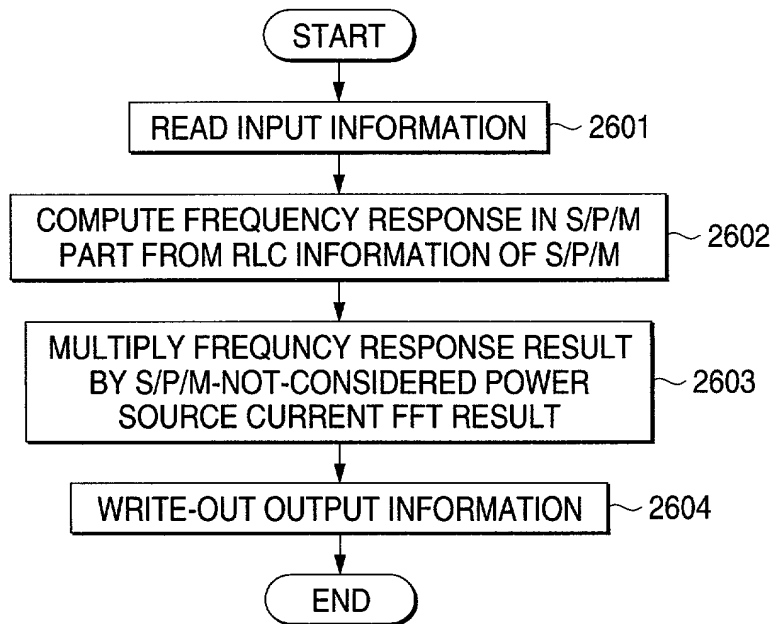 START
READ INPUT INFORMATION
2601
COMPUTE FREQUENCY RESPONSE IN S/P/M
PART FROM RLC INFORMATION OF S/P/M
2602
MULTIPLY FREQUNCY RESPONSE RESULT
BY S/P/M-NOT-CONSIDERED POWER
SOURCE CURRENT FFT RESULT
2603
WRITE-OUT OUTPUT INFORMATION
2604
END